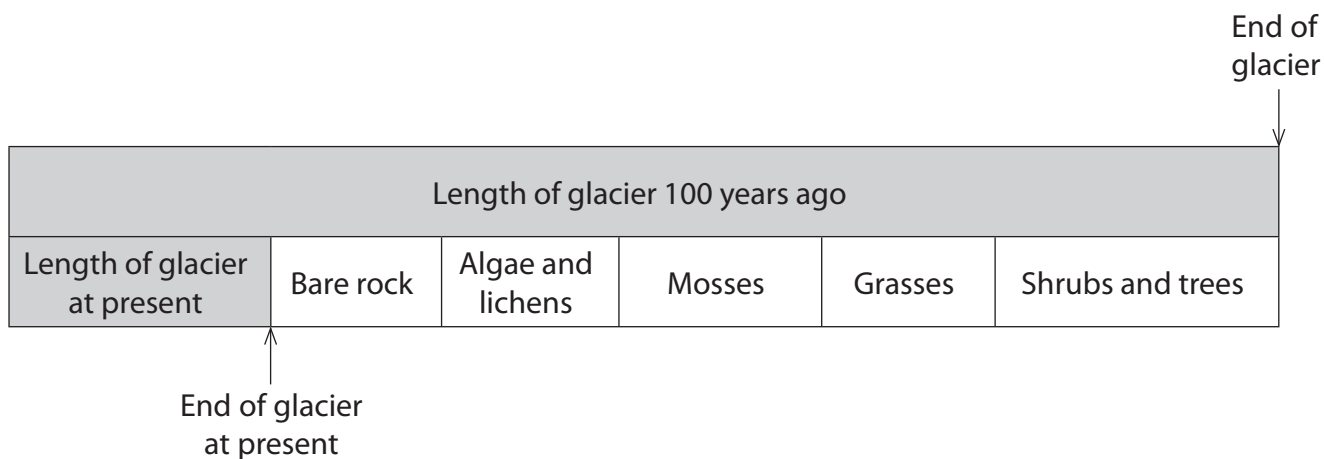 End of
glacier
Length of glacier 100 years ago
Length of glacier
at present
Bare rock
Algae and
lichens
Mosses
Grasses
Shrubs and trees
End of glacier
at present